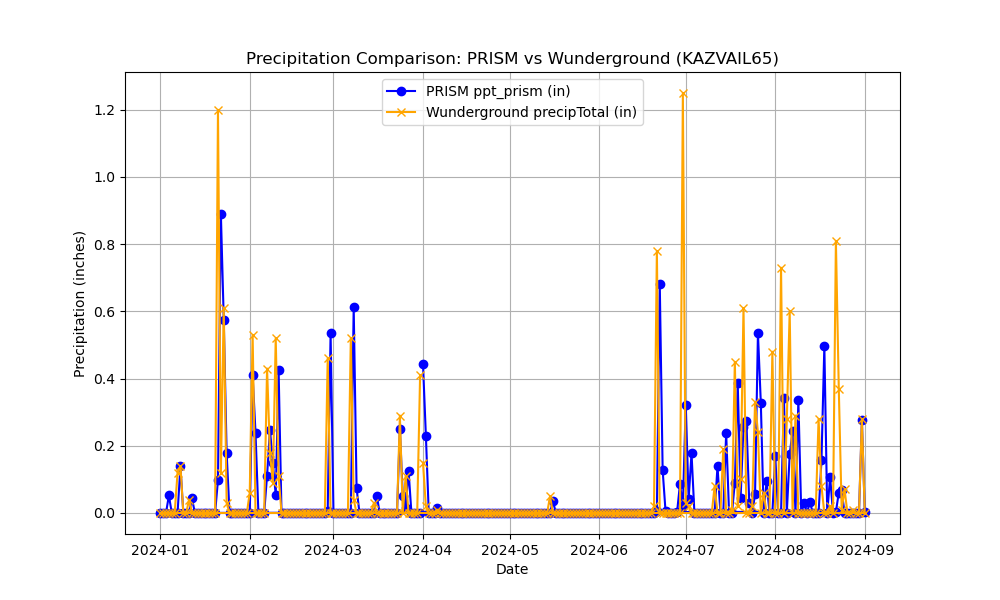 Precipitation Comparison: PRISM vs Wunderground (KAZVAIL65)
PRISM ppt_prism (in)
Wunderground precipTotal (in)
Precipitation (inches)
1.2
1.0
0.8
0.6
0.4
0.2
0.0
2024-01 2024-02 2024-03 2024-04 2024-05 2024-06 2024-07 2024-08 2024-09
Date